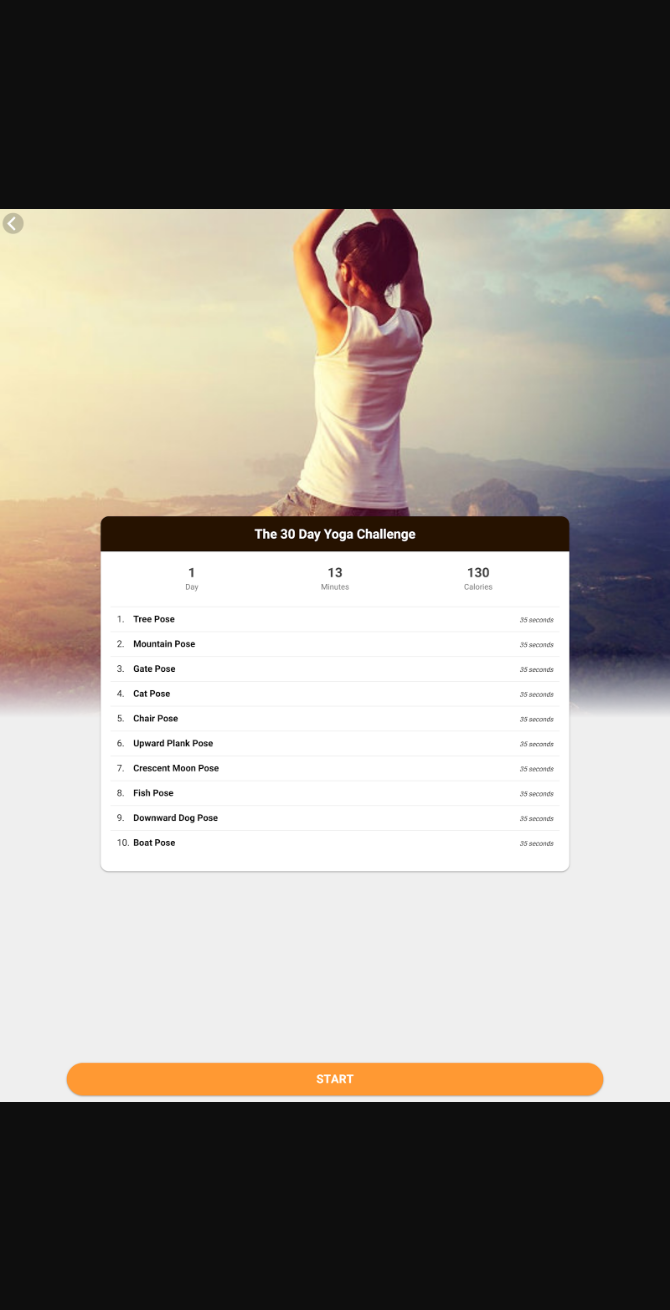 The 30 Day Yoga Challenge
1 13 130
Day Minutes Calories
1. Tree Pose 35 seconds
2. Mountain Pose 35 seconds
3. Gate Pose 35 seconds
4. Cat Pose 35 seconds
5. Chair Pose 35 seconds
6. Upward Plank Pose 35 seconds
7. Crescent Moon Pose 35 seconds
8. Fish Pose 35 seconds
9. Downward Dog Pose 35 seconds
10. Boat Pose 35 seconds
START